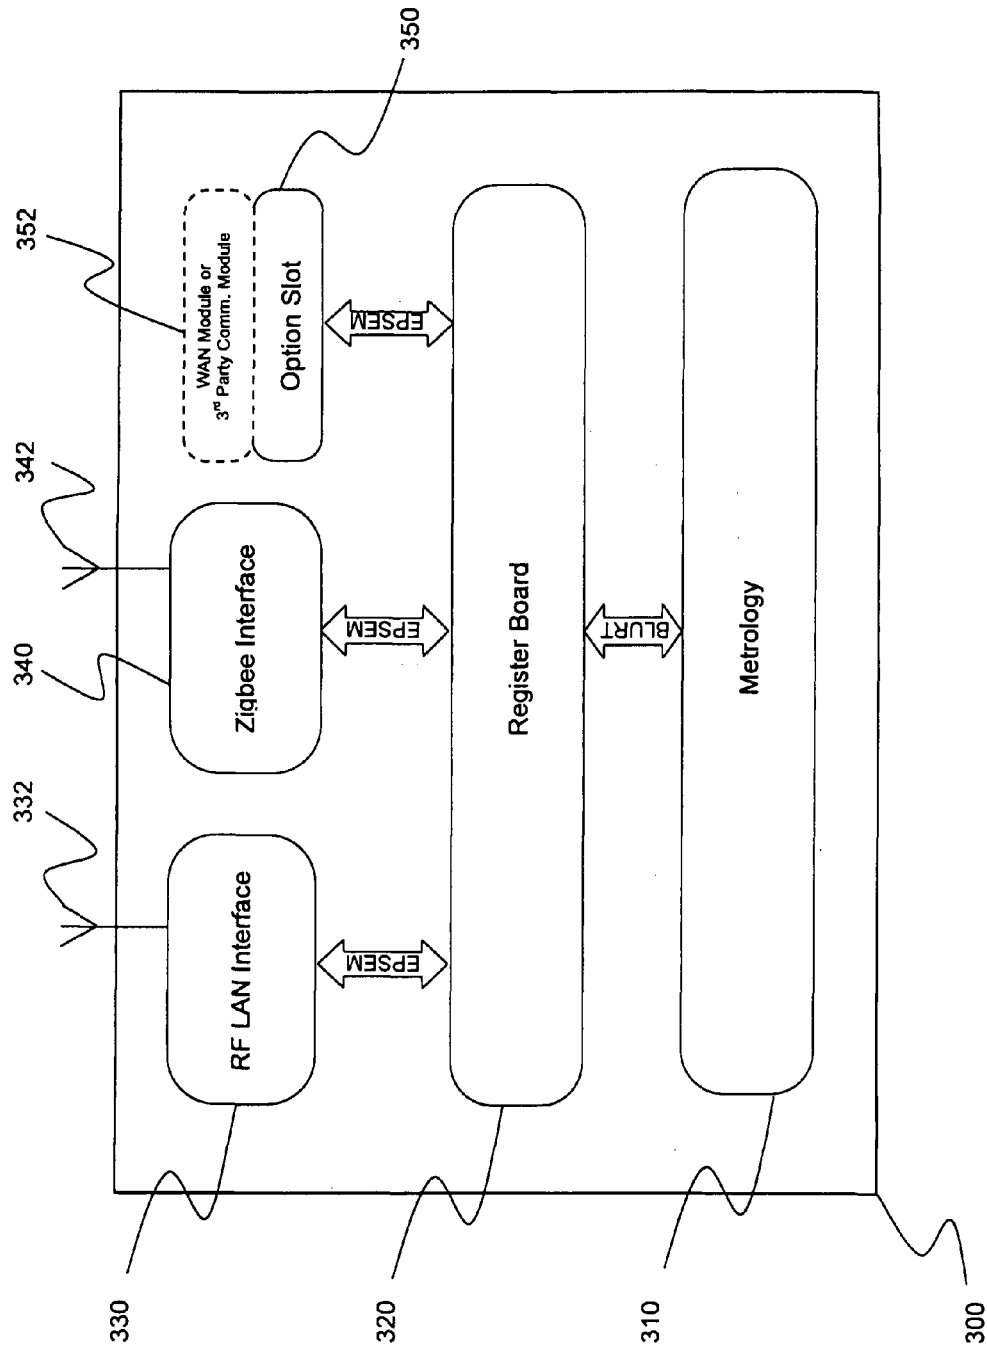 332
342
352
350
340
WAN Module or
3rd Party Comm. Module
Option Slot
Zigbee Interface
RF LAN Interface
EPSEM
EPSEM
EPSEM
Register Board
BLURT
Metrology
330
320
310
300